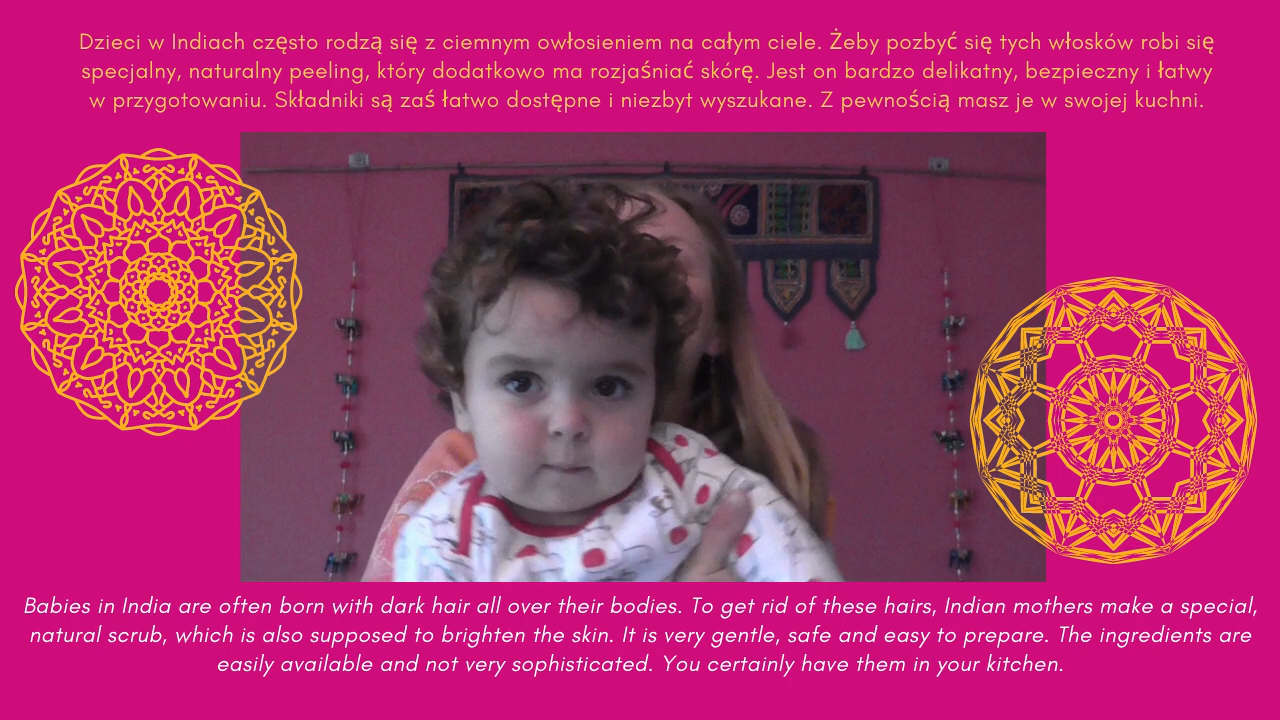 Dzieci w Indiach często rodzą się z ciemnym owłosieniem na całym ciele. Żeby pozbyć się tych włosków robi się
specjalny, naturalny peeling, który dodatkowo ma rozjaśniać skórę. Jest on bardzo delikatny, bezpieczny i łatwy
w przygotowaniu. Składniki są zaś łatwo dostępne i niezbyt wyszukane. Z pewnością masz je w swojej kuchni.
Babies in India are often born with dark hair all over their bodies. To get rid of these hairs, Indian mothers make a special,
natural scrub, which is also supposed to brighten the skin. It is very gentle, safe and easy to prepare. The ingredients are
easily available and not very sophisticated. You certainly have them in your kitchen.